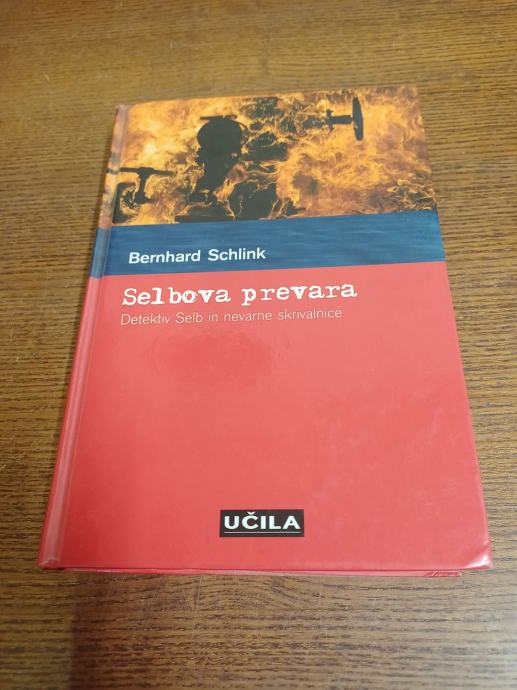 Bernhard Schlink
Selbova prevara
Detektiv Selb in nevarne skrivalnice
UČILA